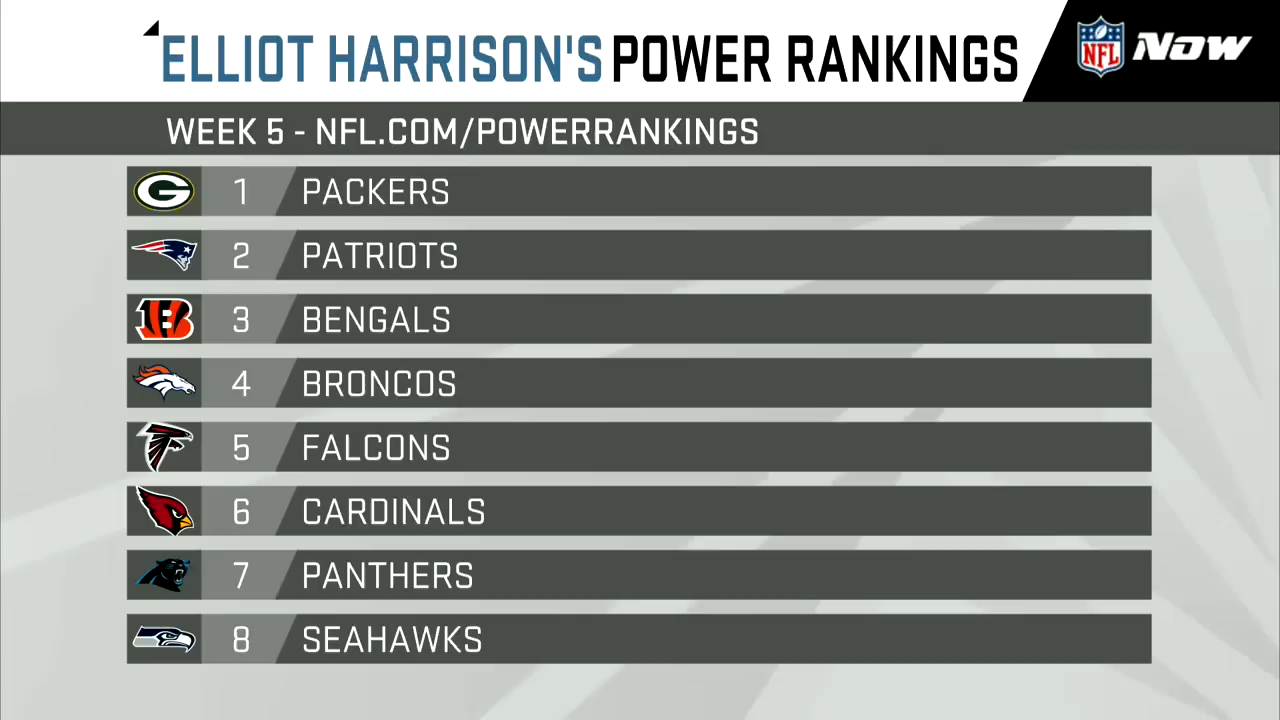 ELLIOT HARRISON'S POWER RANKINGS
NFL NOW
WEEK 5 - NFL.COM/POWERRANKINGS
G 1 PACKERS
2 PATRIOTS
B 3 BENGALS
4 BRONCOS
5 FALCONS
6 CARDINALS
7 PANTHERS
8 SEAHAWKS